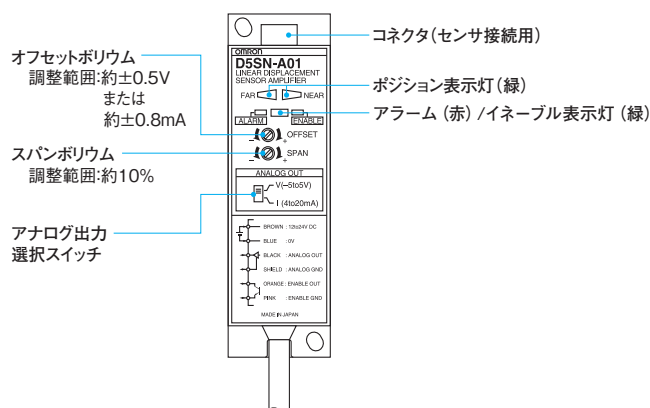 コネクタ(センサ接続用)
オフセットボリウム
調整範囲:約±0.5V
または
約±0.8mA
スパンボリウム
調整範囲:約10%
アナログ出力
選択スイッチ
ポジション表示灯(緑)
アラーム (赤) /イネーブル表示灯 (緑)
OMRON
D5SN-A01
LINEAR DISPLACEMENT
SENSOR AMPLIFIER
FAR NEAR
ALARM ENABLE
- + OFFSET
- + SPAN
ANALOG OUT
V(-5to5V)
I (4to20mA)
BROWN : 12to24V DC
BLUE : 0V
BLACK : ANALOG OUT
SHIELD : ANALOG GND
ORANGE : ENABLE OUT
PINK : ENABLE GND
MADE IN JAPAN